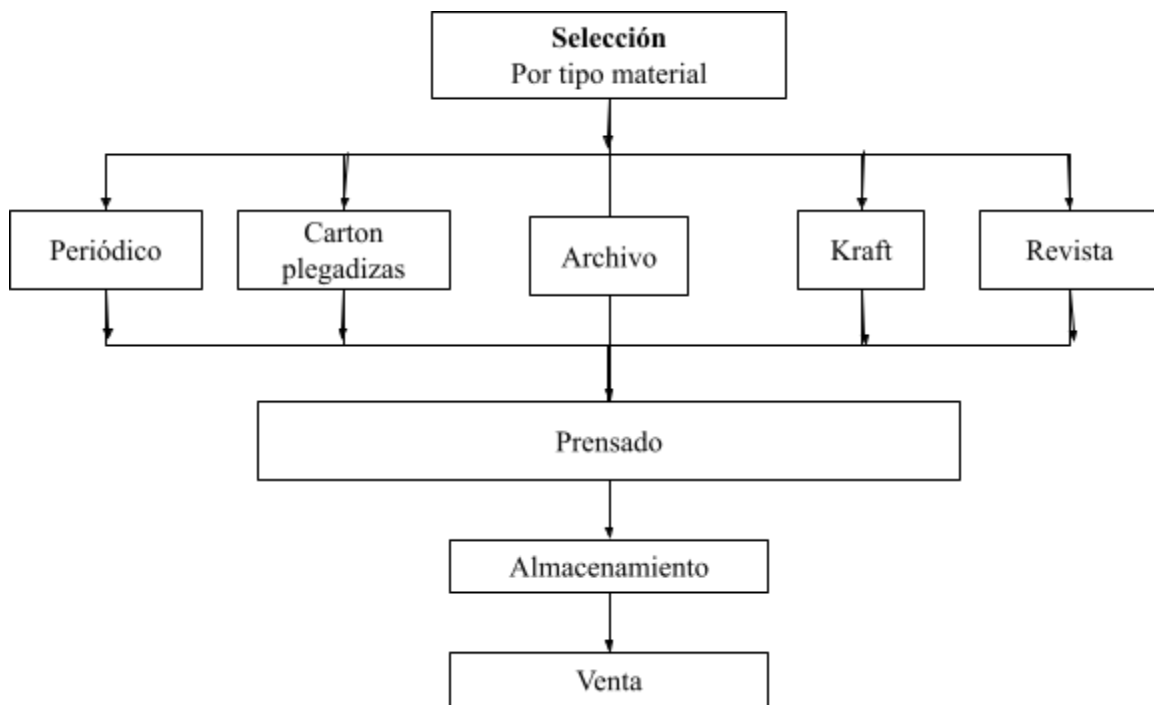 Selección
Por tipo material
Periódico
Carton
plegadizas
Archivo
Kraft
Revista
Prensado
Almacenamiento
Venta